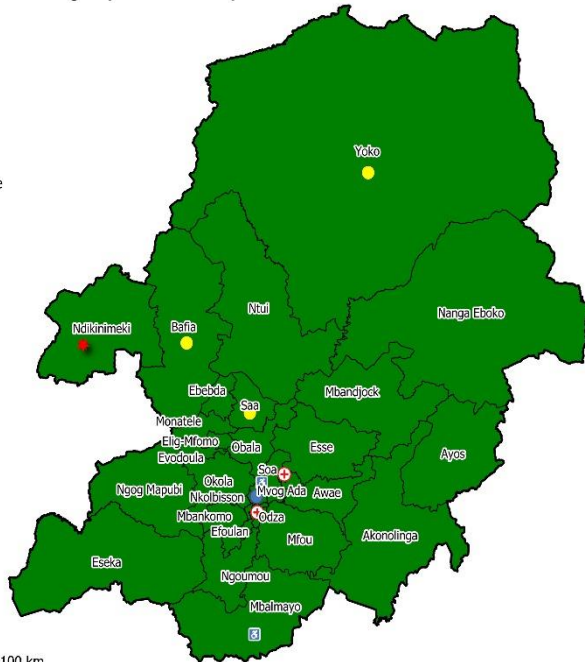 Yoko
Ntui
Nanga Eboko
Ndikinimeki
Bafia
Ebebda
Saa
Mbandjock
Monatele
Elig-Mfomo
Obala
Esse
Evodoula
Ayos
Soa
Ngog Mapubi
Okola
Mvog Ada
Awae
Nkolbisson
Mbankomo
Odza
Efoulan
Mfou
Akonolinga
Eseka
Ngoumou
Mbalmayo
100 km